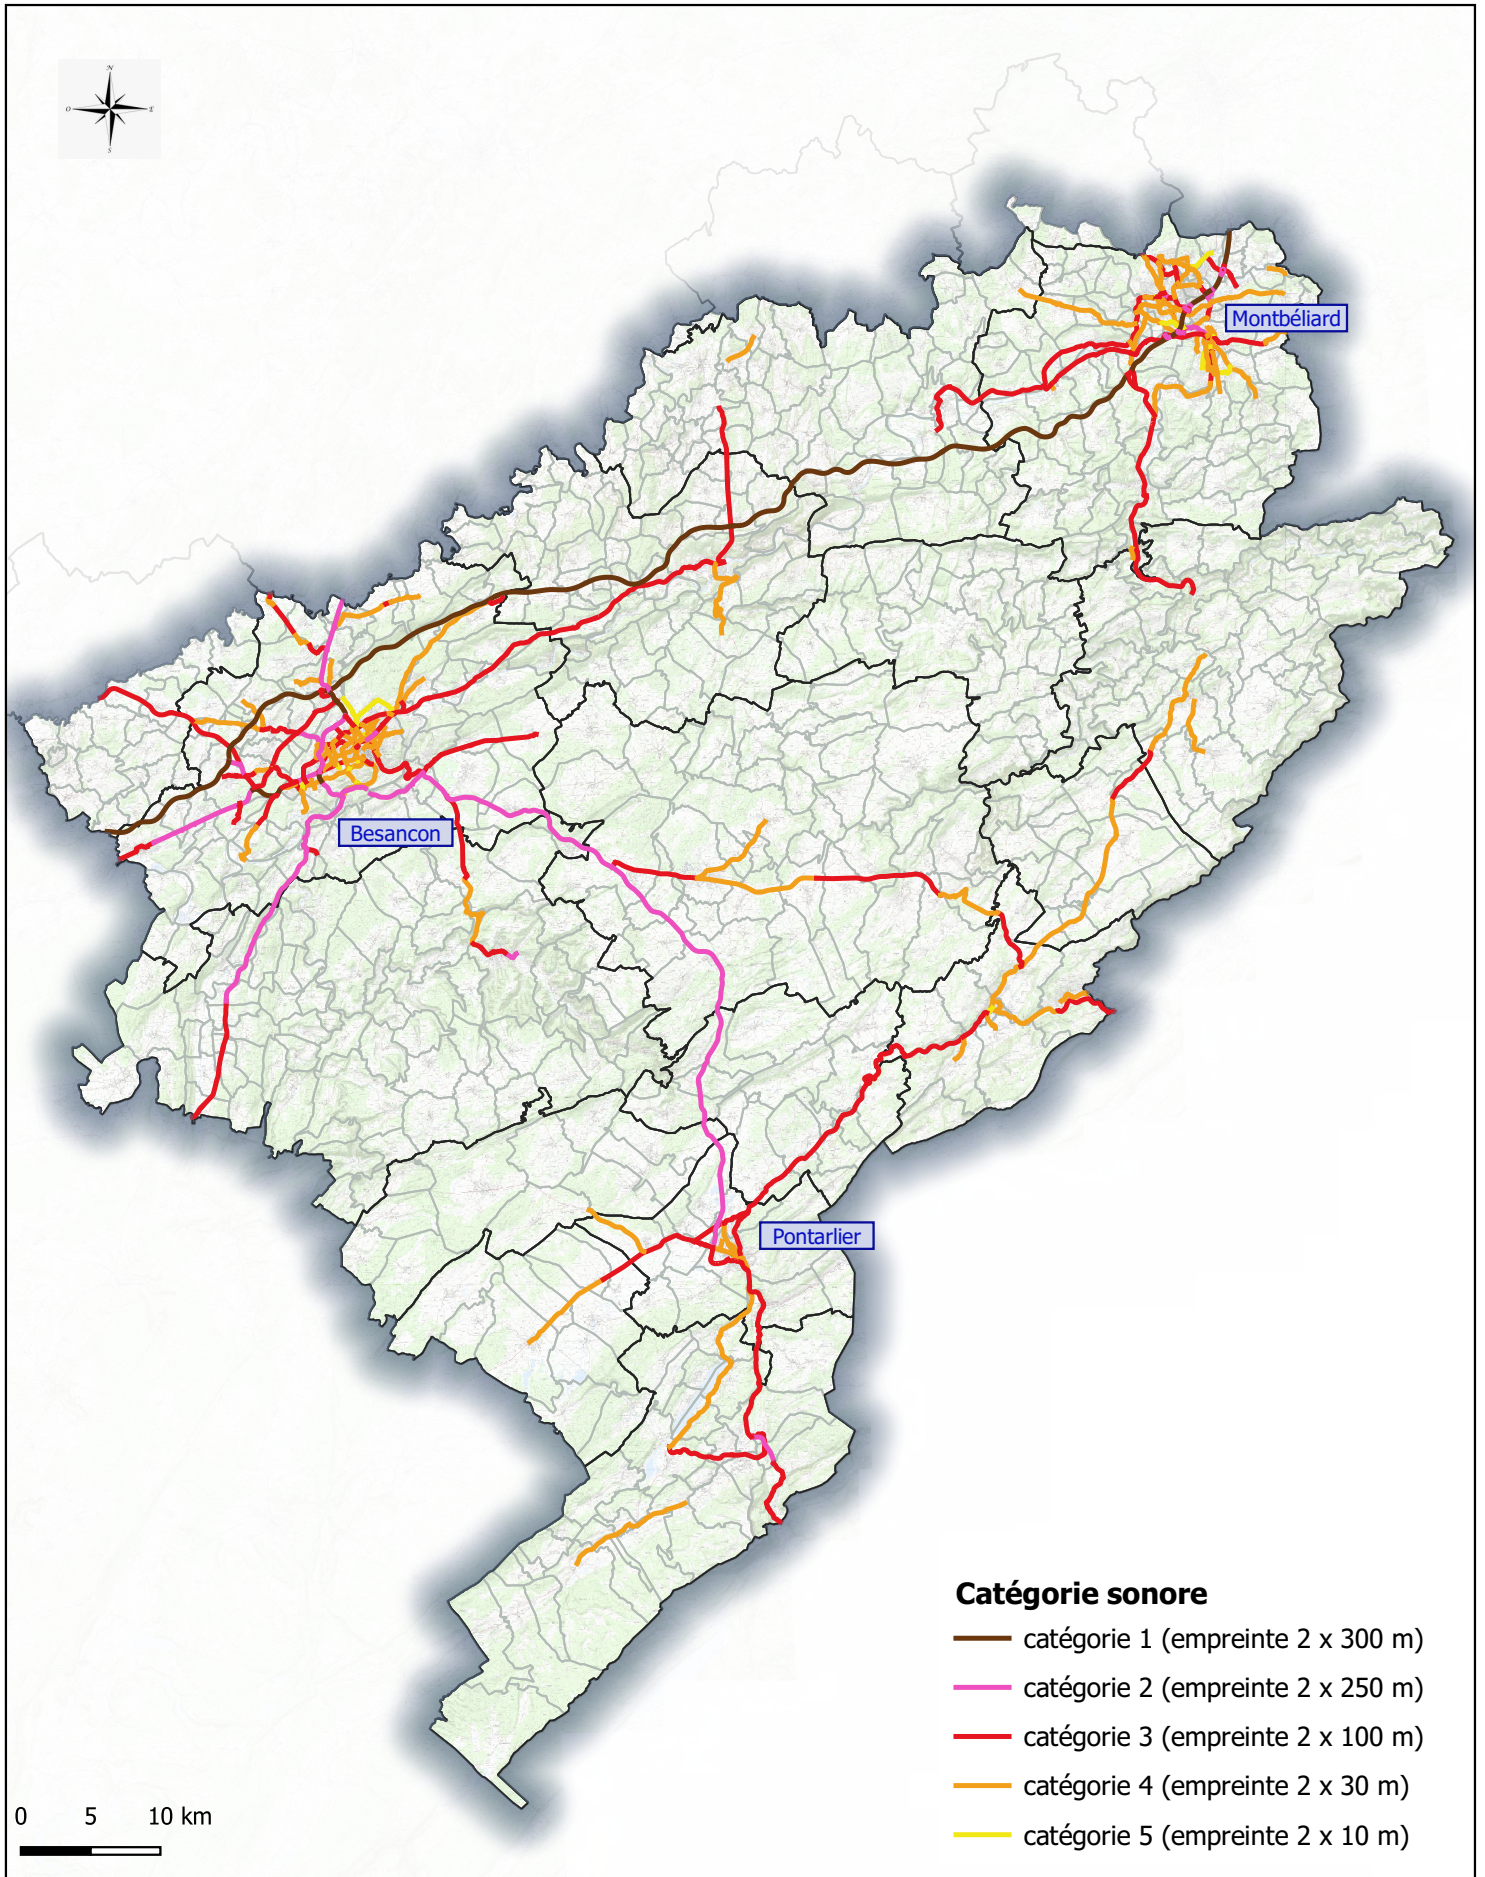 N
O
E
S
Montbéliard
Besancon
Pontarlier
Catégorie sonore
catégorie 1 (empreinte 2 x 300 m)
catégorie 2 (empreinte 2 x 250 m)
catégorie 3 (empreinte 2 x 100 m)
catégorie 4 (empreinte 2 x 30 m)
catégorie 5 (empreinte 2 x 10 m)
0 5 10 km